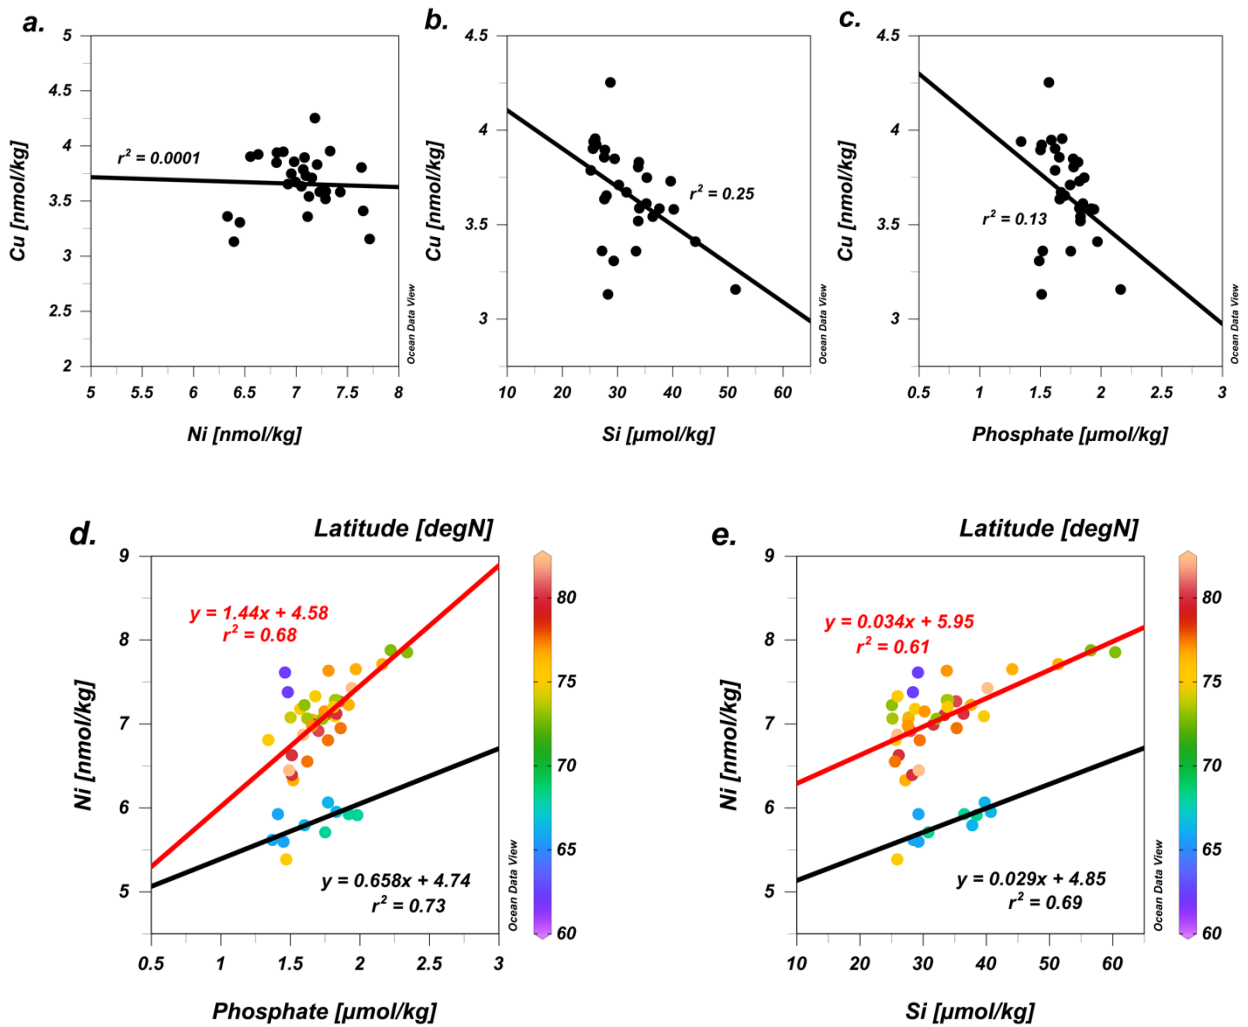 a.
5
4.5
4
3.5
3
2.5
2
Cu [nmol/kg]
r² = 0.0001
5 5.5 6 6.5 7 7.5 8
Ni [nmol/kg]
Ocean Data View
b.
4.5
4
3.5
3
Cu [nmol/kg]
r² = 0.25
10 20 30 40 50 60
Si [µmol/kg]
Ocean Data View
c.
4.5
4
3.5
3
Cu [nmol/kg]
r² = 0.13
0.5 1 1.5 2 2.5 3
Phosphate [µmol/kg]
Ocean Data View
d.
Latitude [degN]
9
8
7
6
5
Ni [nmol/kg]
y = 1.44x + 4.58
r² = 0.68
y = 0.658x + 4.74
r² = 0.73
0.5 1 1.5 2 2.5 3
Phosphate [µmol/kg]
Ocean Data View
80
75
70
65
60
e.
Latitude [degN]
9
8
7
6
5
Ni [nmol/kg]
y = 0.034x + 5.95
r² = 0.61
y = 0.029x + 4.85
r² = 0.69
10 20 30 40 50 60
Si [µmol/kg]
Ocean Data View
80
75
70
65
60